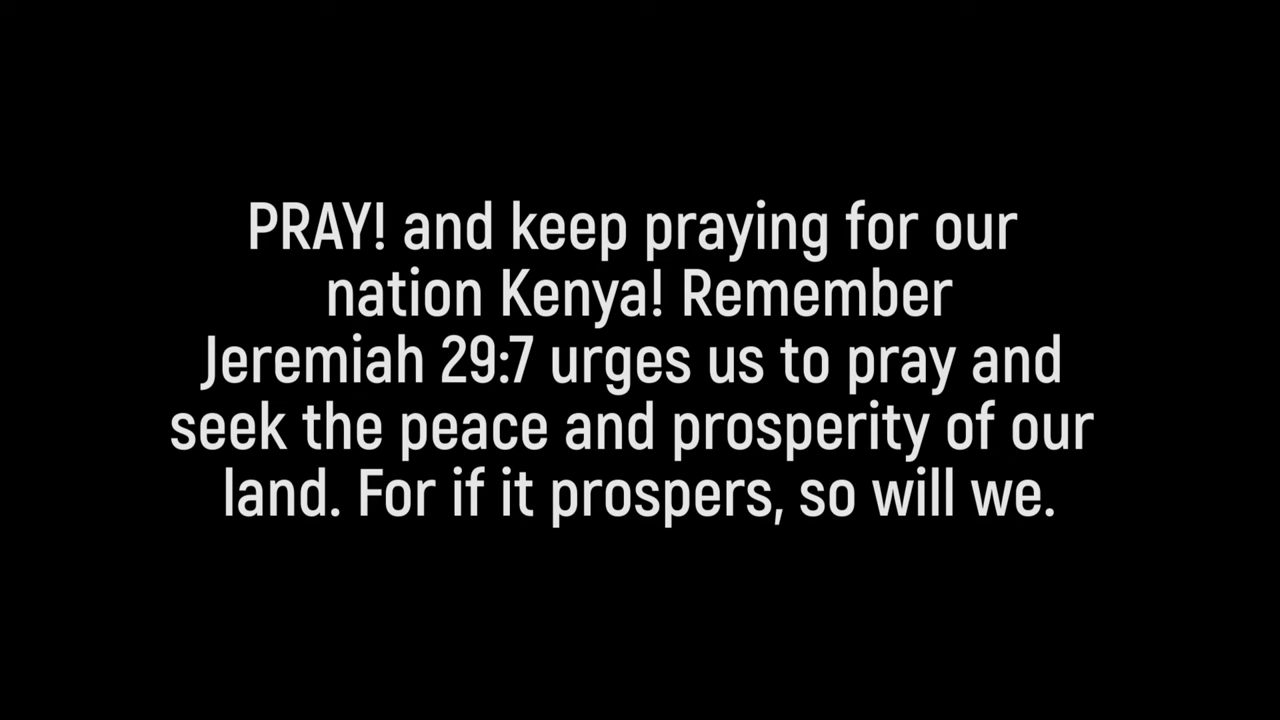 PRAY! and keep praying for our
nation Kenya! Remember
Jeremiah 29:7 urges us to pray and
seek the peace and prosperity of our
land. For if it prospers, so will we.